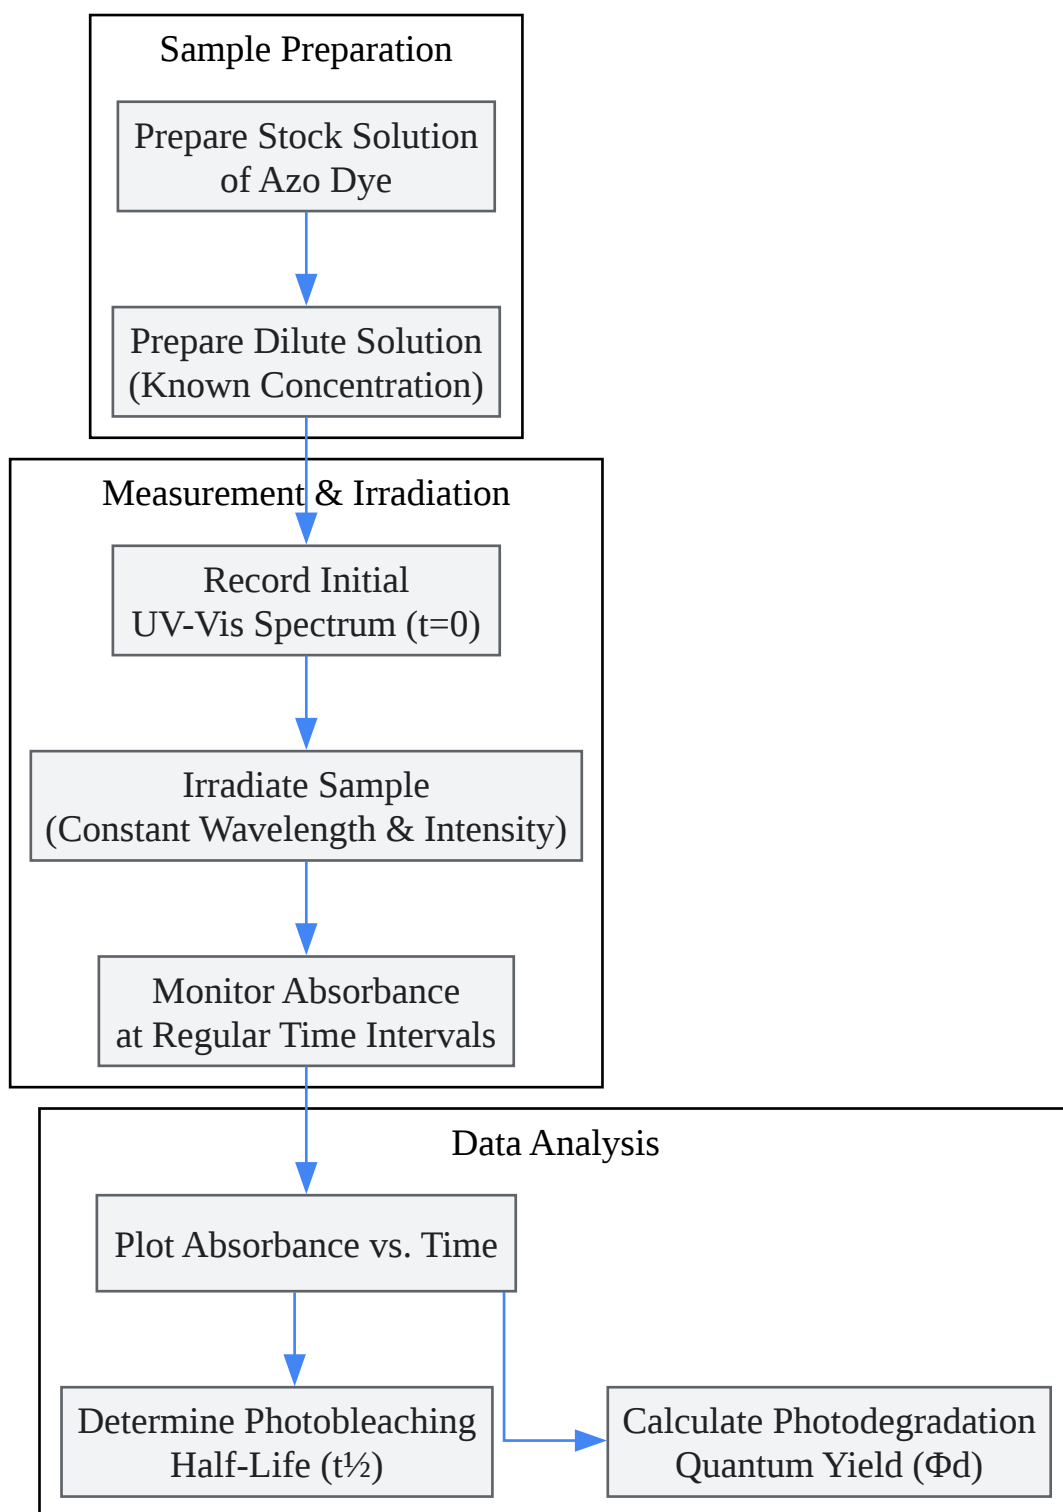 Sample Preparation
Prepare Stock Solution
of Azo Dye
Prepare Dilute Solution
(Known Concentration)
Measurement & Irradiation
Record Initial
UV-Vis Spectrum (t=0)
Irradiate Sample
(Constant Wavelength & Intensity)
Monitor Absorbance
at Regular Time Intervals
Data Analysis
Plot Absorbance vs. Time
Determine Photobleaching
Half-Life (t½)
Calculate Photodegradation
Quantum Yield (Φd)